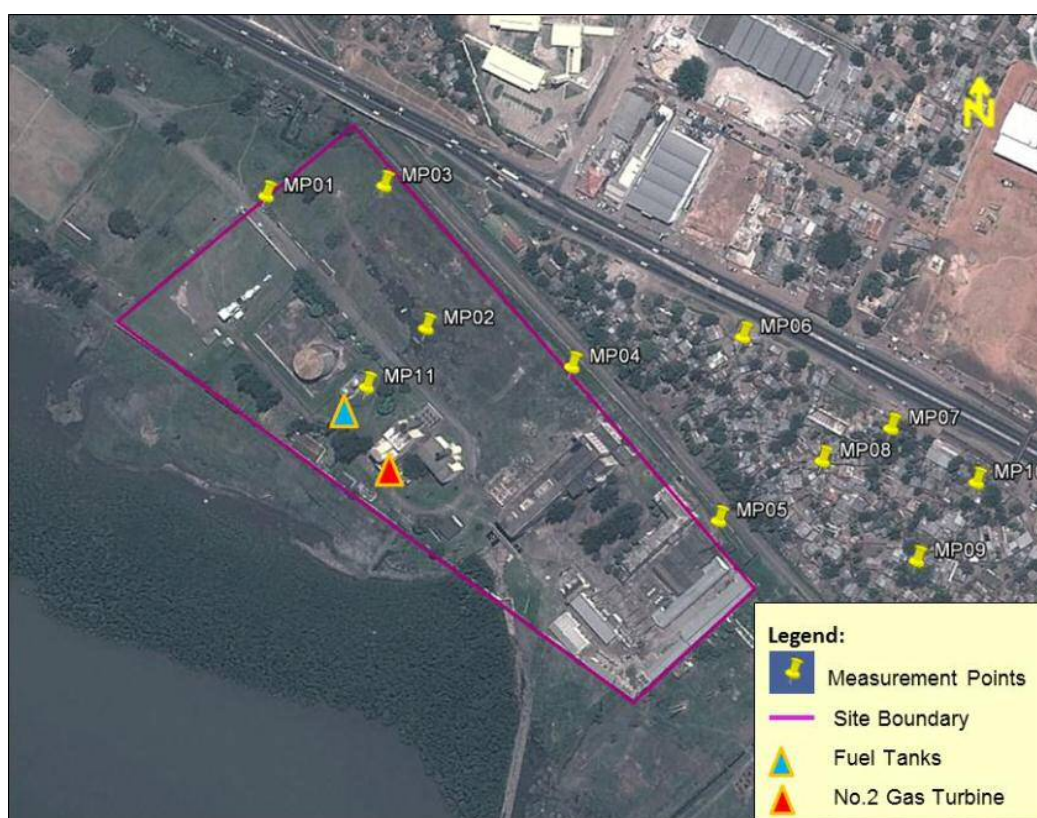 N
MP01
MP03
MP02
MP06
MP04
MP11
MP07
MP08
MP05
MP09
Legend:
Measurement Points
Site Boundary
Fuel Tanks
No.2 Gas Turbine